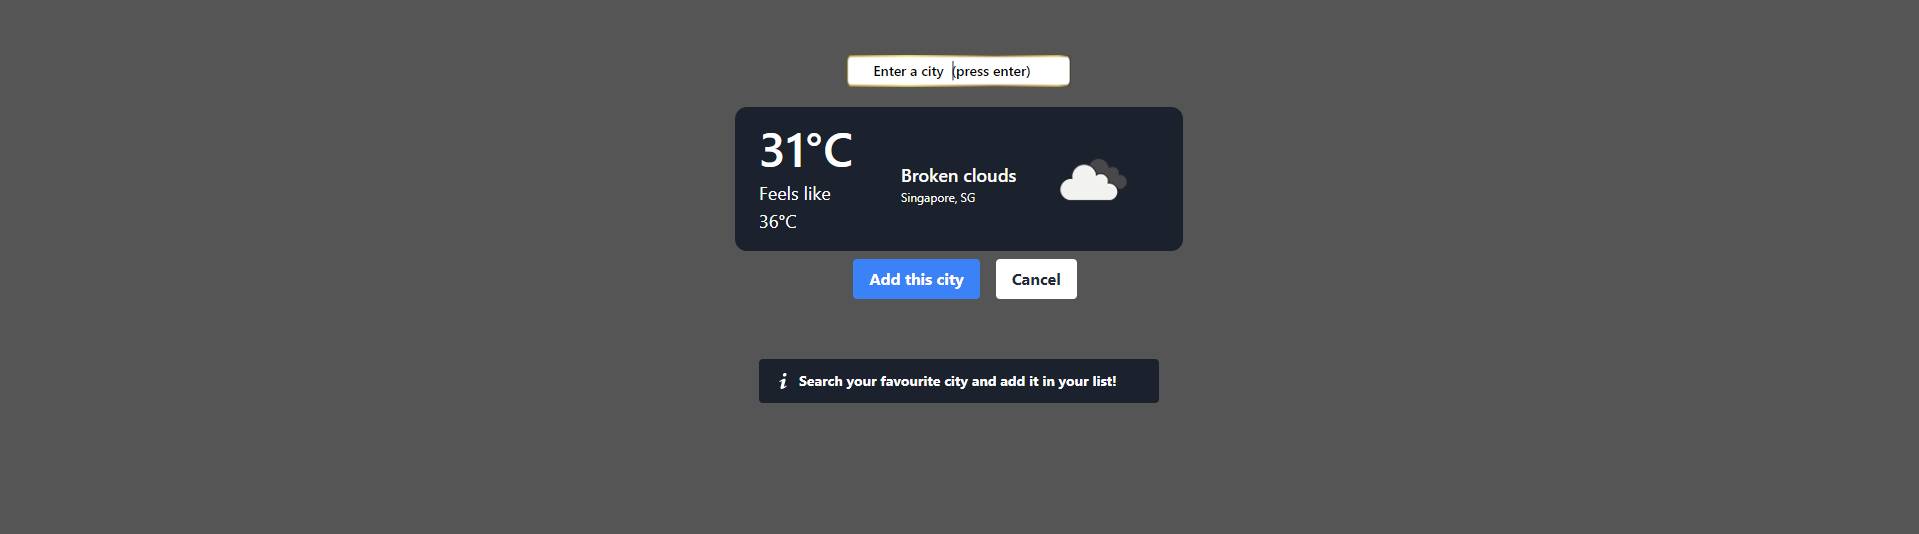 Enter a city (press enter)
31°C
Feels like
36°C
Broken clouds
Singapore, SG
Add this city
Cancel
i Search your favourite city and add it in your list!